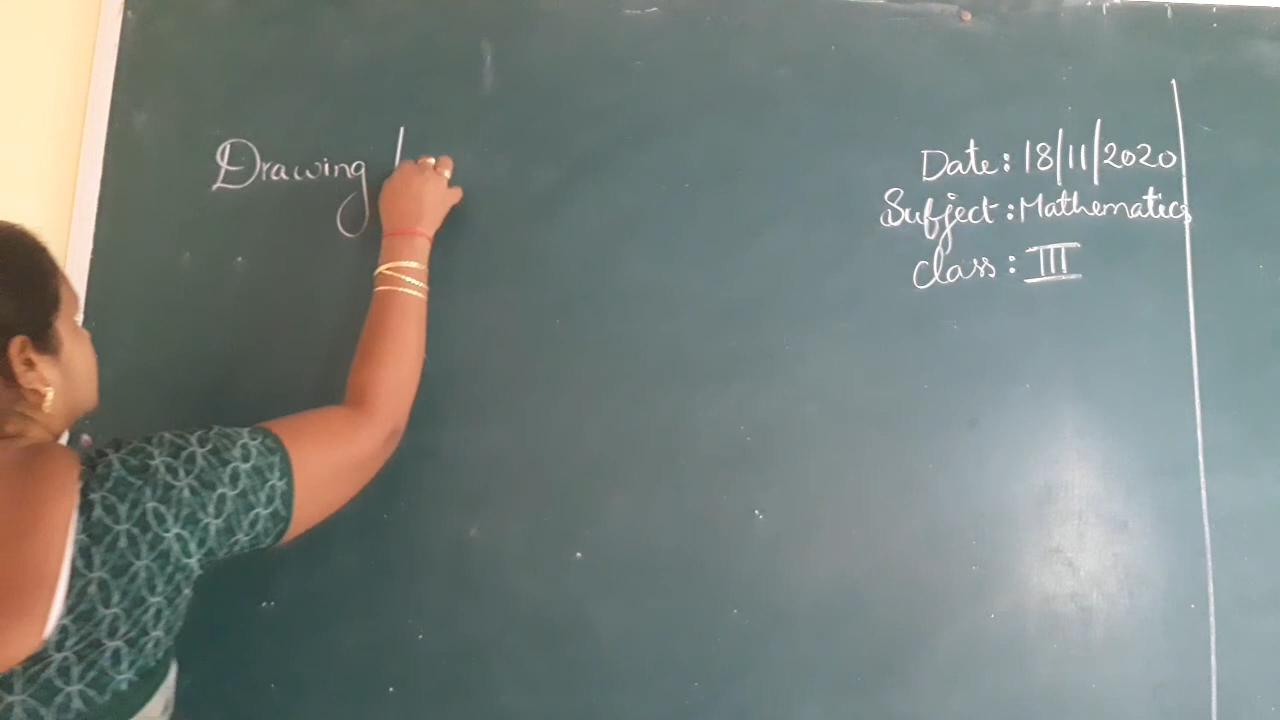 Drawing
Date: 18/11/2020
Subject: Mathematics
Class: III